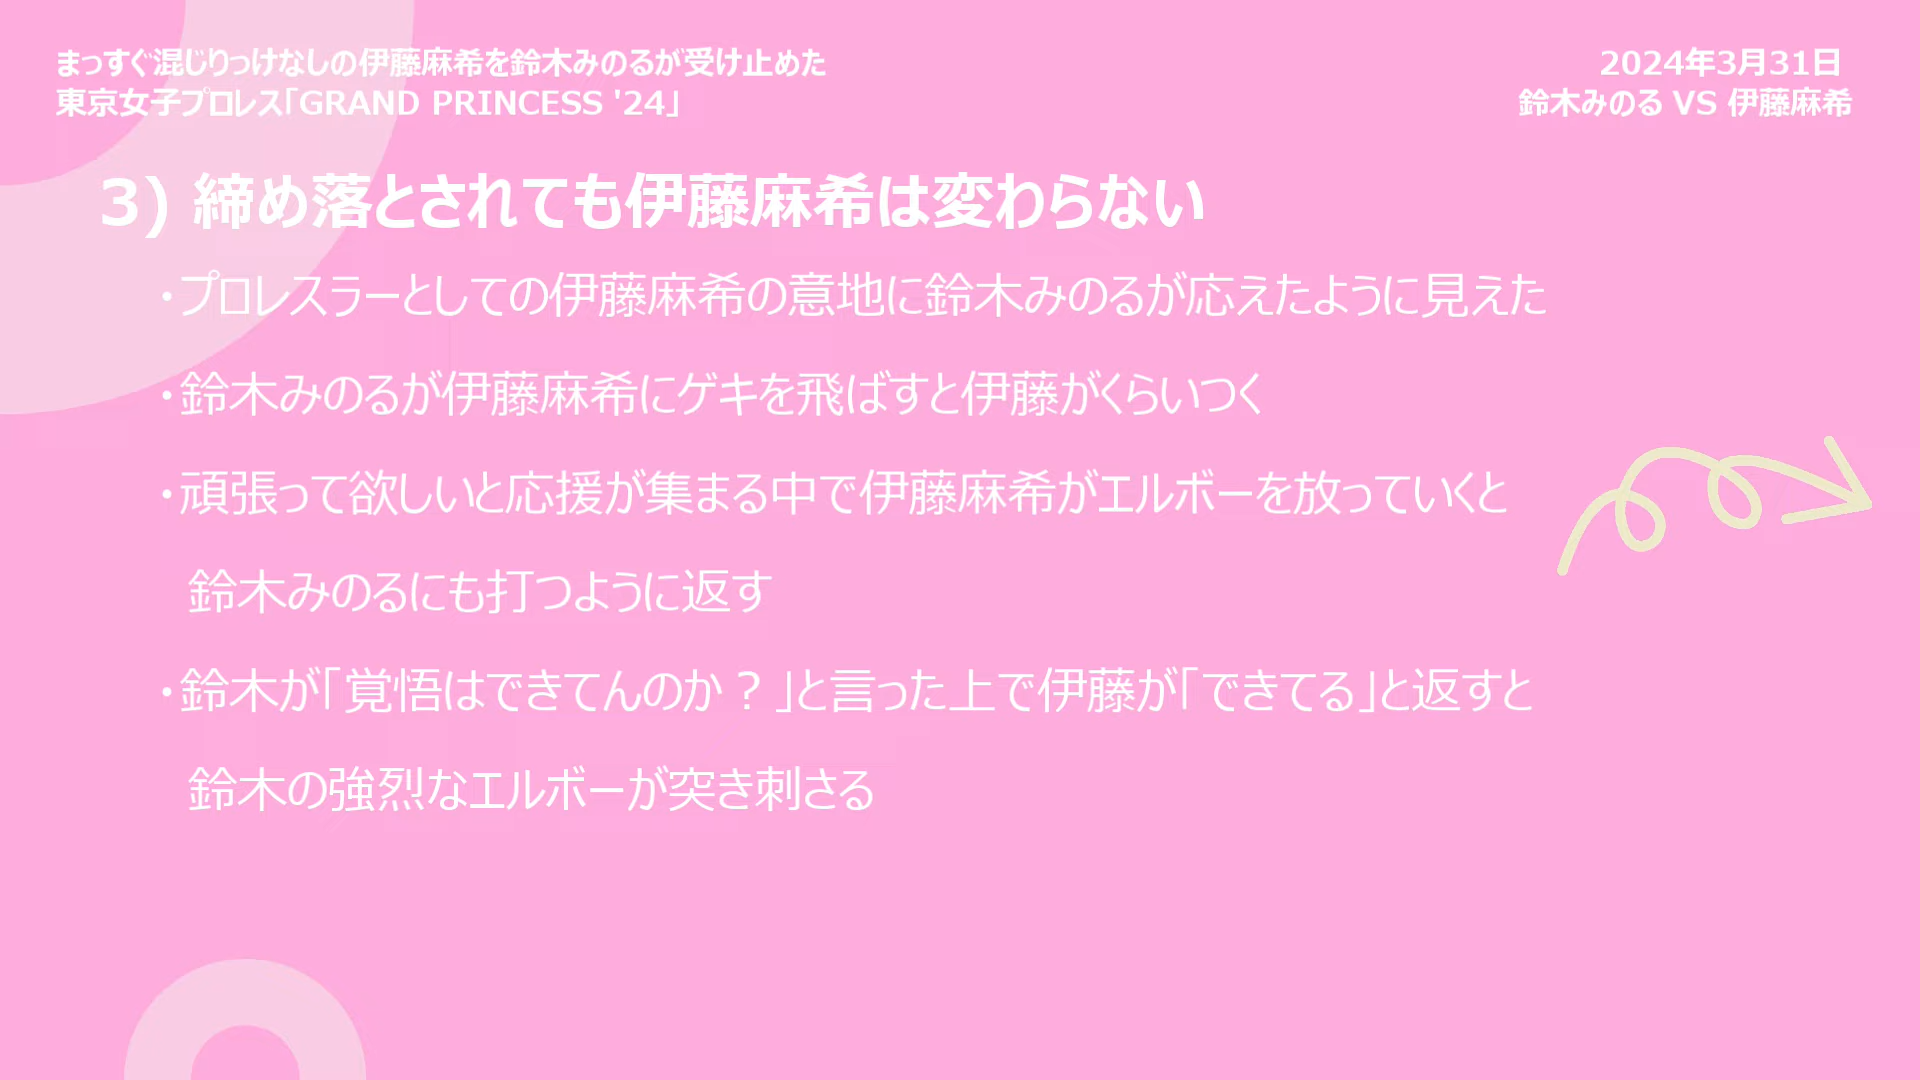 まっすぐ混じりっけなしの伊藤麻希を鈴木みのるが受け止めた
東京女子プロレス「GRAND PRINCESS '24」
2024年3月31日
鈴木みのる VS 伊藤麻希
3) 締め落とされても伊藤麻希は変わらない
・プロレスラーとしての伊藤麻希の意地に鈴木みのるが応えたように見えた
・鈴木みのるが伊藤麻希にゲキを飛ばすと伊藤がくらいつく
・頑張って欲しいと応援が集まる中で伊藤麻希がエルボーを放っていくと
鈴木みのるにも打つように返す
・鈴木が「覚悟はできてんのか？」と言った上で伊藤が「できてる」と返すと
鈴木の強烈なエルボーが突き刺さる